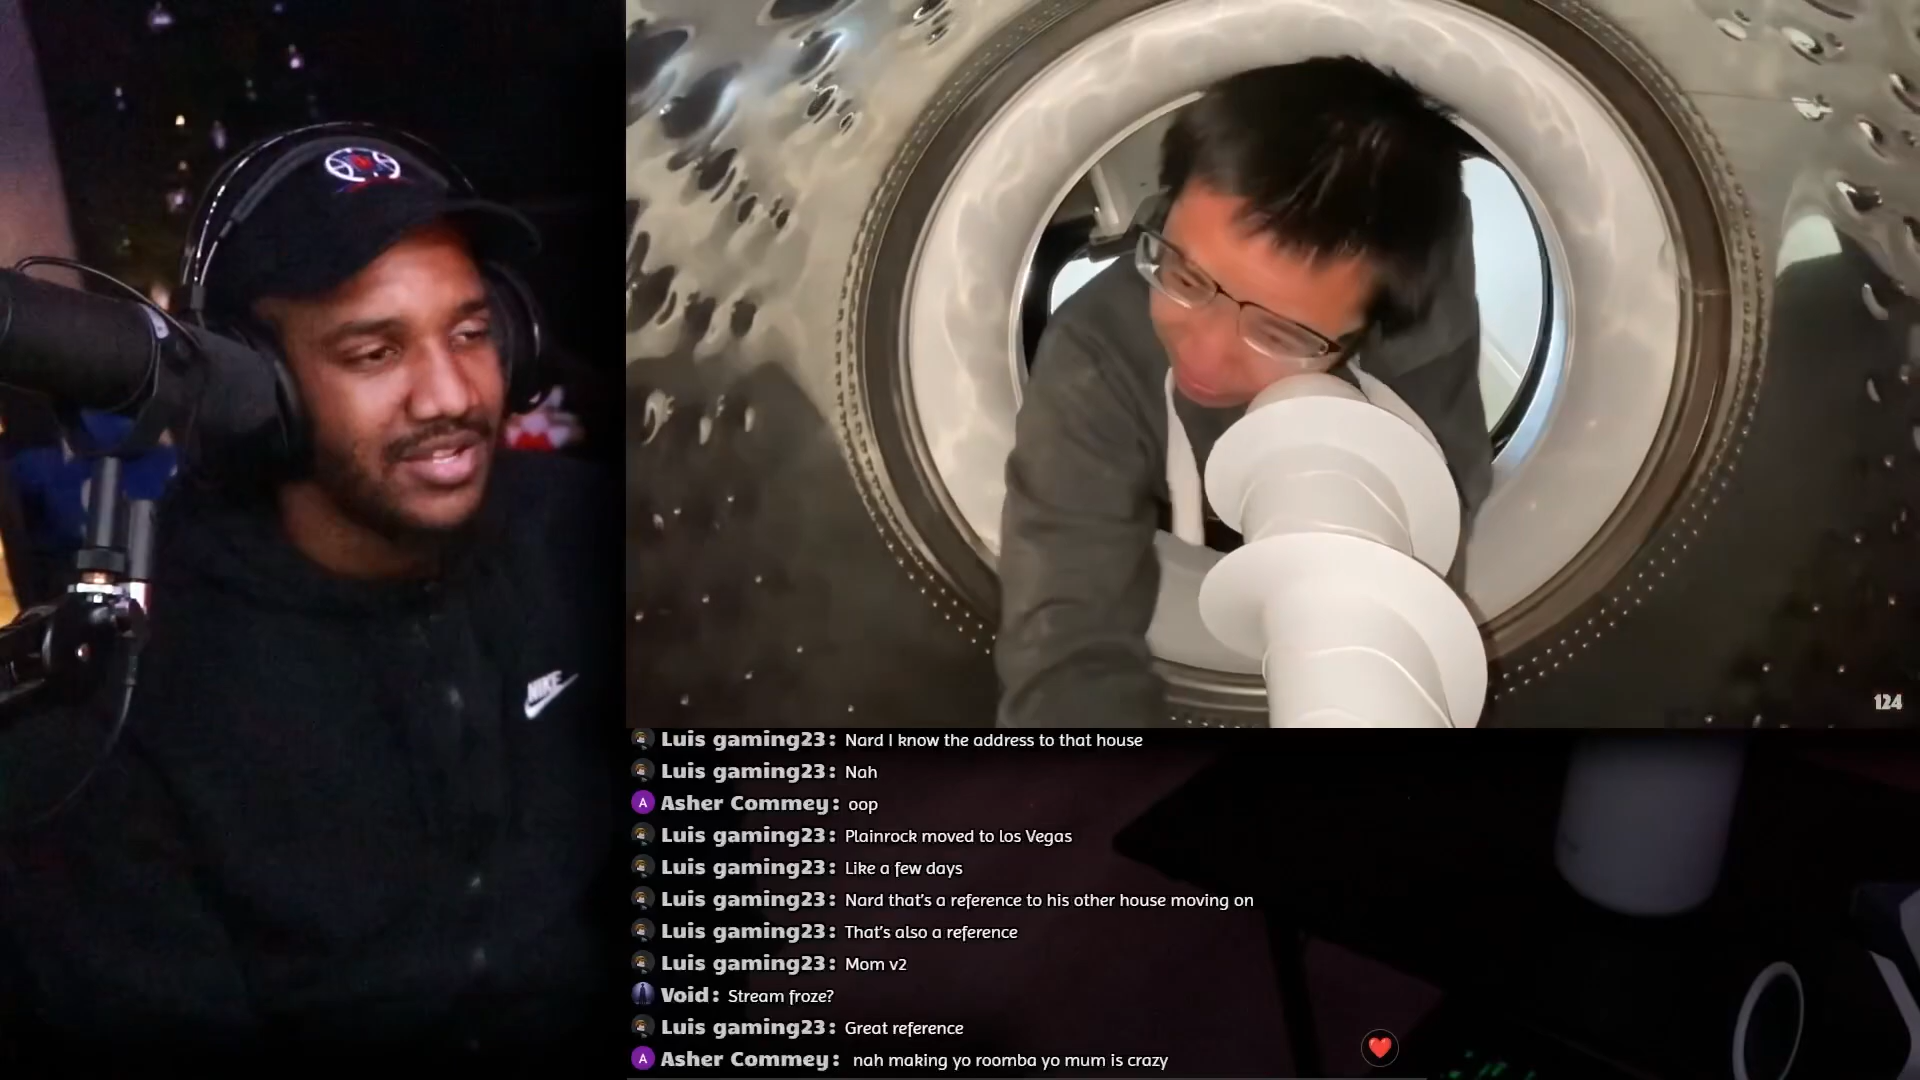 NIKE
124
Luis gaming23: Nard I know the address to that house
Luis gaming23: Nah
A Asher Commey: oop
Luis gaming23: Plainrock moved to los Vegas
Luis gaming23: Like a few days
Luis gaming23: Nard that's a reference to his other house moving on
Luis gaming23: That's also a reference
Luis gaming23: Mom v2
Void: Stream froze?
Luis gaming23: Great reference
A Asher Commey: nah making yo roomba yo mum is crazy